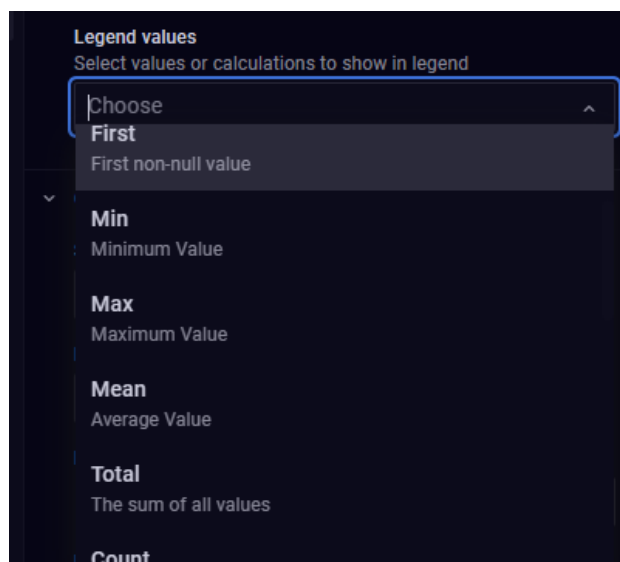 Legend values
Select values or calculations to show in legend
Choose
First
First non-null value
Min
Minimum Value
Max
Maximum Value
Mean
Average Value
Total
The sum of all values
Count